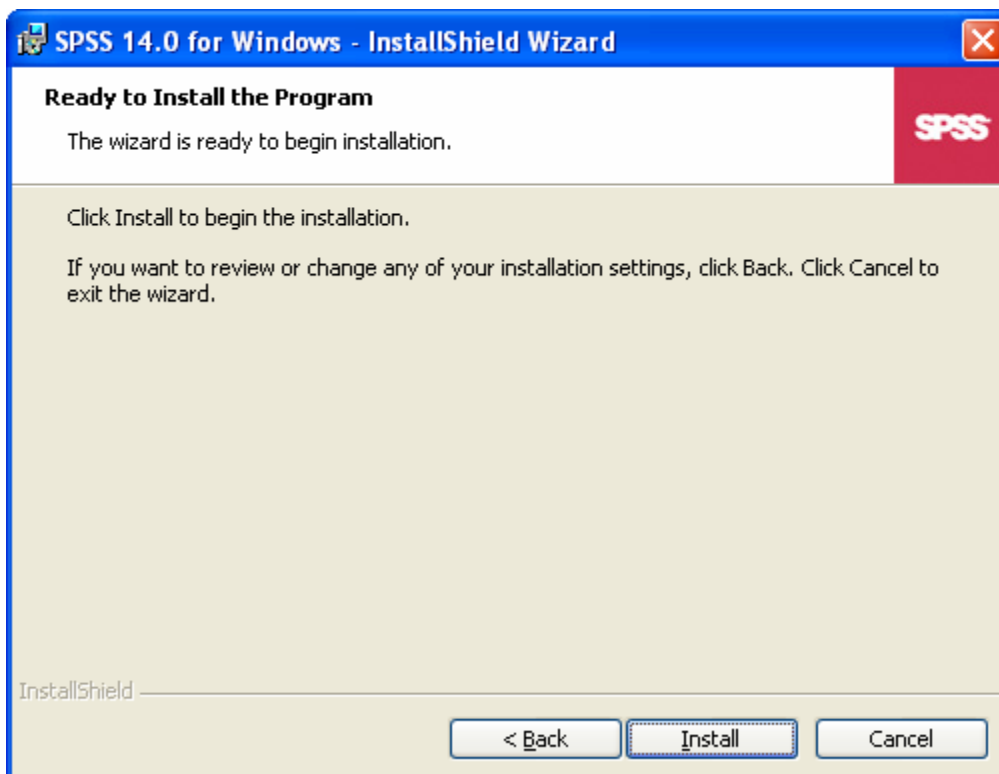 SPSS 14.0 for Windows - InstallShield Wizard
Ready to Install the Program
The wizard is ready to begin installation.
SPSS
Click Install to begin the installation.
If you want to review or change any of your installation settings, click Back. Click Cancel to
exit the wizard.
InstallShield
< Back Install Cancel